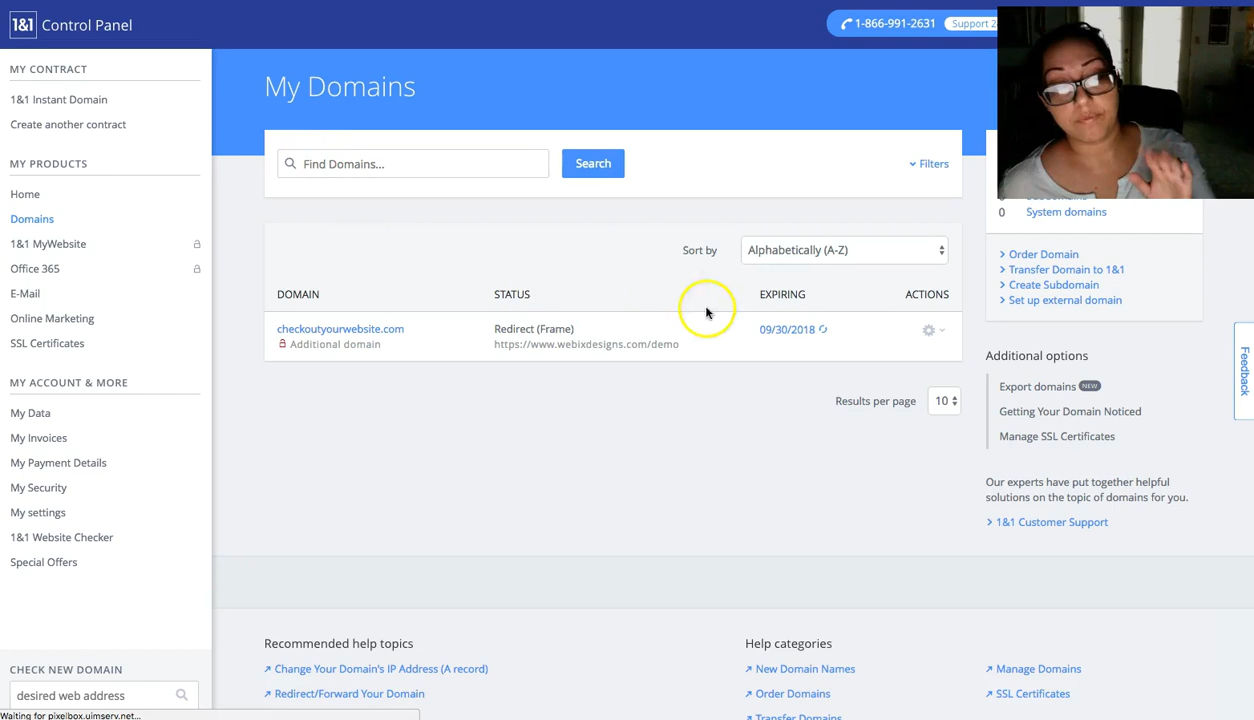 1&1 Control Panel
1-866-991-2631
Support 2
MY CONTRACT
1&1 Instant Domain
Create another contract
MY PRODUCTS
Home
Domains
1&1 MyWebsite
Office 365
E-Mail
Online Marketing
SSL Certificates
MY ACCOUNT & MORE
My Data
My Invoices
My Payment Details
My Security
My settings
1&1 Website Checker
Special Offers
CHECK NEW DOMAIN
desired web address
Waiting for pixelbox.uimserv.net...
My Domains
Find Domains...
Search
Filters
Sort by
Alphabetically (A-Z)
DOMAIN STATUS EXPIRING ACTIONS
checkoutyourwebsite.com Redirect (Frame) 09/30/2018
Additional domain https://www.webixdesigns.com/demo
Results per page 10
0 System domains
Order Domain
Transfer Domain to 1&1
Create Subdomain
Set up external domain
Additional options
Export domains NEW
Getting Your Domain Noticed
Manage SSL Certificates
Our experts have put together helpful
solutions on the topic of domains for you.
1&1 Customer Support
Feedback
Recommended help topics
Change Your Domain's IP Address (A record)
Redirect/Forward Your Domain
Help categories
New Domain Names
Order Domains
Transfer Domains
Manage Domains
SSL Certificates